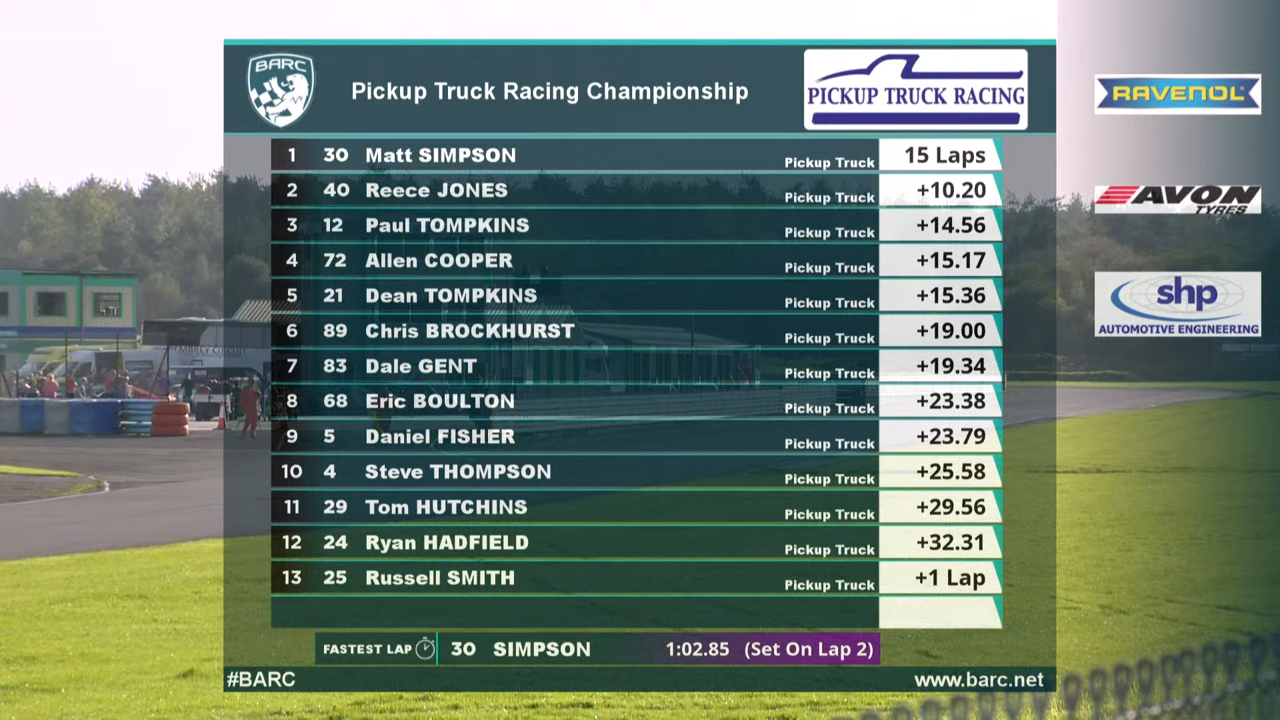 BARC
Pickup Truck Racing Championship
PICKUP TRUCK RACING
RAVENOL
AVON
TYRES
shp
AUTOMOTIVE ENGINEERING
1 30 Matt SIMPSON Pickup Truck 15 Laps
2 40 Reece JONES Pickup Truck +10.20
3 12 Paul TOMPKINS Pickup Truck +14.56
4 72 Allen COOPER Pickup Truck +15.17
5 21 Dean TOMPKINS Pickup Truck +15.36
6 89 Chris BROCKHURST Pickup Truck +19.00
7 83 Dale GENT Pickup Truck +19.34
8 68 Eric BOULTON Pickup Truck +23.38
9 5 Daniel FISHER Pickup Truck +23.79
10 4 Steve THOMPSON Pickup Truck +25.58
11 29 Tom HUTCHINS Pickup Truck +29.56
12 24 Ryan HADFIELD Pickup Truck +32.31
13 25 Russell SMITH Pickup Truck +1 Lap
FASTEST LAP 30 SIMPSON 1:02.85 (Set On Lap 2)
#BARC www.barc.net